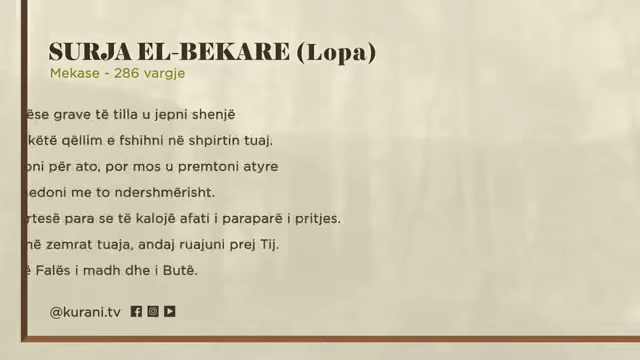 SURJA EL-BEKARE (Lopa)
Mekase - 286 vargje
ëse grave të tilla u jepni shenjë
këtë qëllim e fshihni në shpirtin tuaj.
oni për ato, por mos u premtoni atyre
edoni me to ndershmërisht.
rtesë para se të kalojë afati i paraparë i pritjes.
në zemrat tuaja, andaj ruajuni prej Tij.
ë Falës i madh dhe i Butë.
@kurani.tv